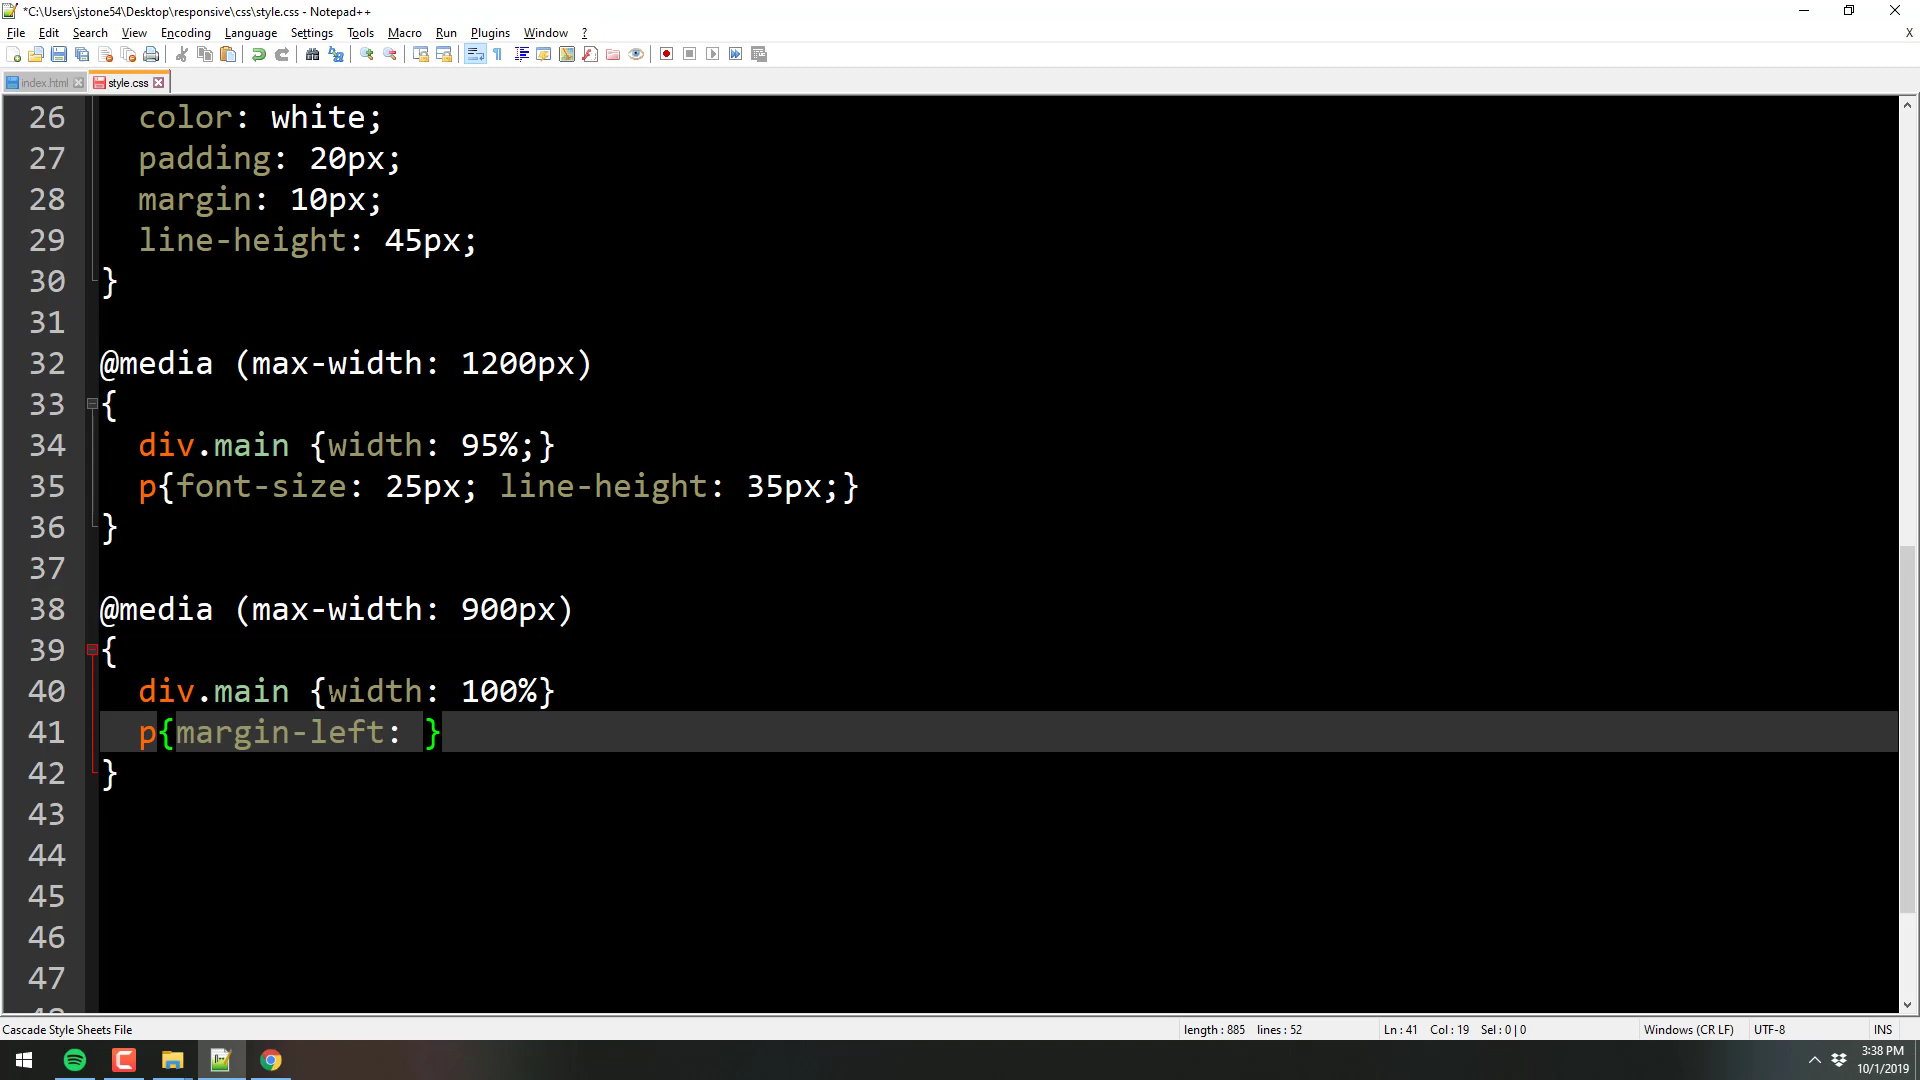 *C:\Users\jstone54\Desktop\responsive\css\style.css - Notepad++
File Edit Search View Encoding Language Settings Tools Macro Run Plugins Window ? X
index.html style.css
26 color: white;
27 padding: 20px;
28 margin: 10px;
29 line-height: 45px;
30 }
31
32 @media (max-width: 1200px)
33 {
34 div.main {width: 95%;}
35 p{font-size: 25px; line-height: 35px;}
36 }
37
38 @media (max-width: 900px)
39 {
40 div.main {width: 100%}
41 p{margin-left: }
42 }
43
44
45
46
47
Cascade Style Sheets File length : 885 lines : 52 Ln : 41 Col : 19 Sel : 0 | 0 Windows (CR LF) UTF-8 INS
3:38 PM
10/1/2019